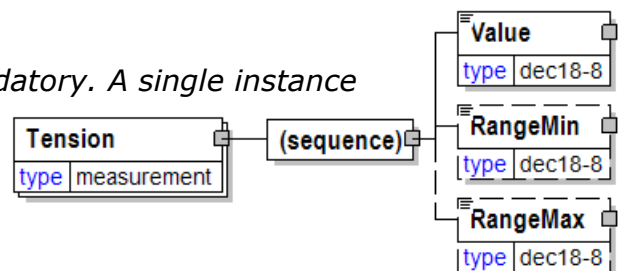 Value
type dec18-8
datory. A single instance
Tension
type measurement
(sequence)
RangeMin
type dec18-8
RangeMax
type dec18-8